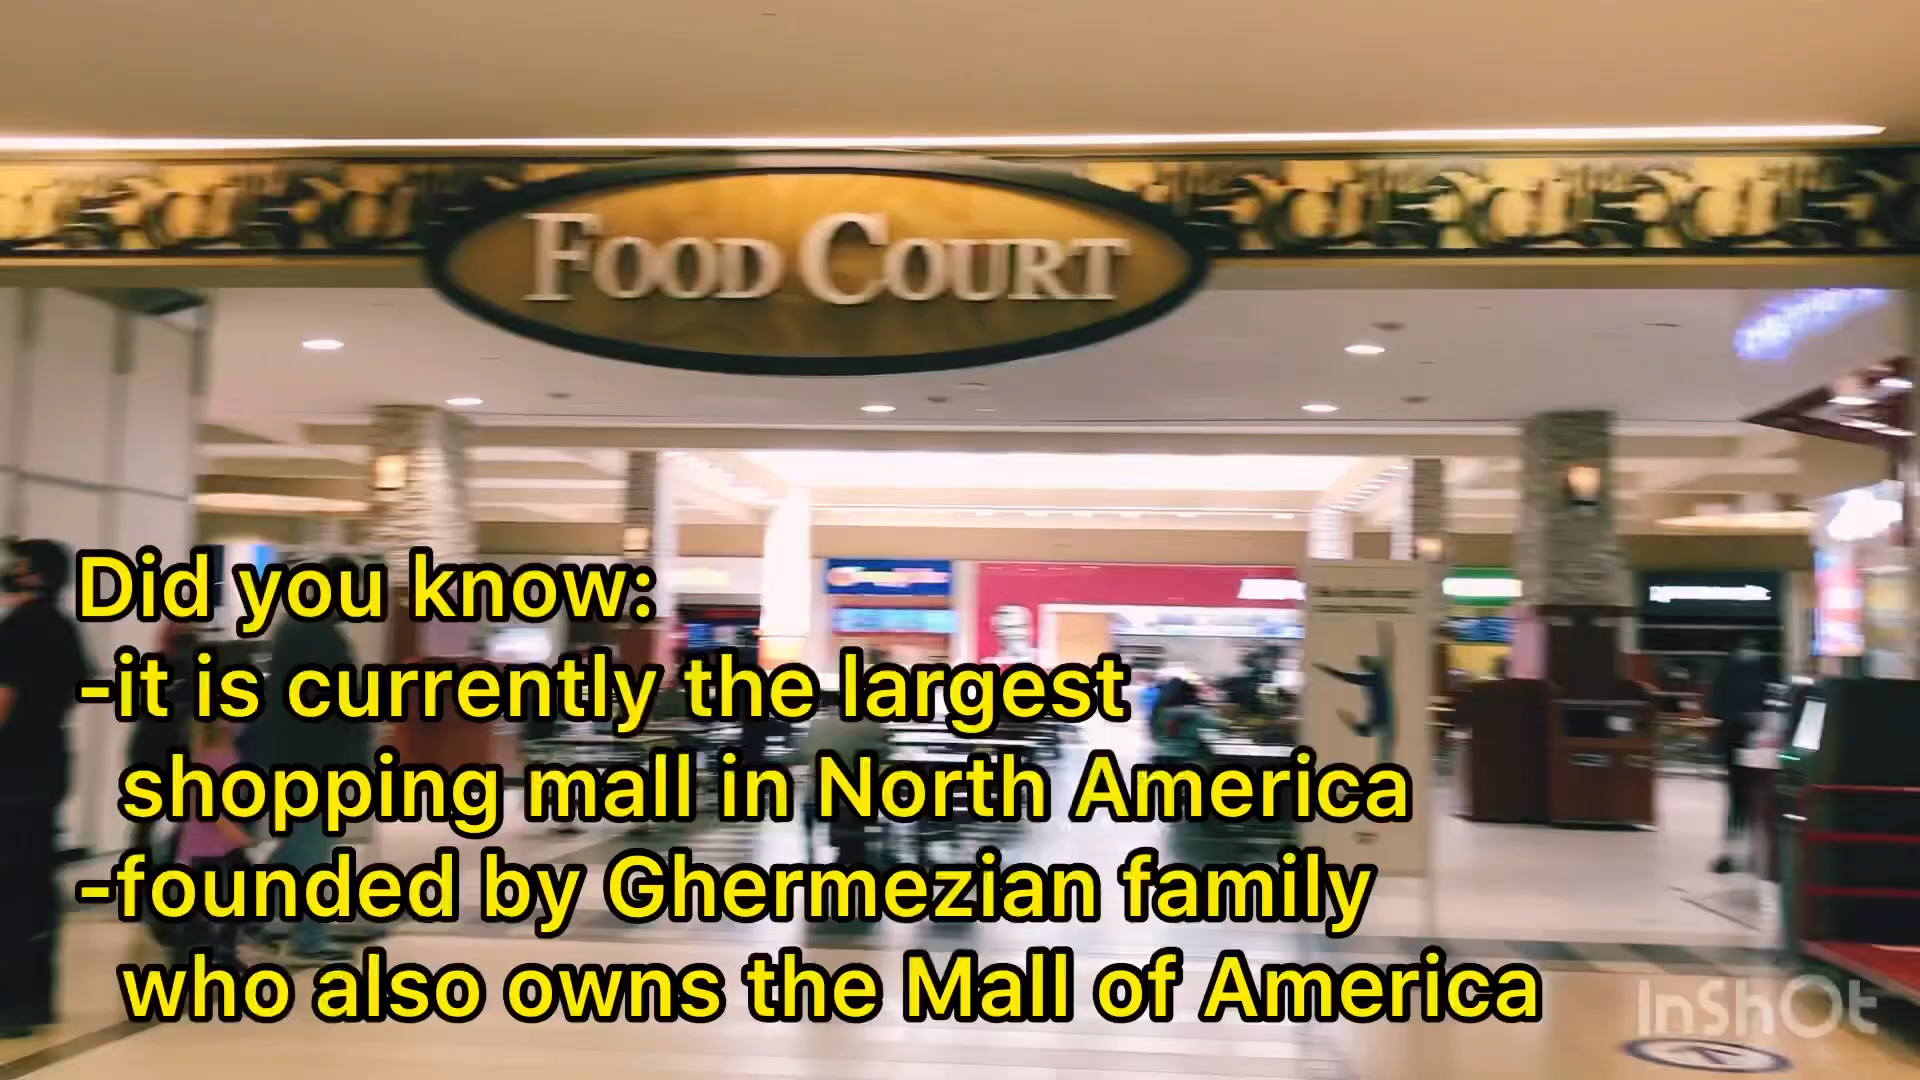 FOOD COURT
Did you know:
-it is currently the largest
shopping mall in North America
-founded by Ghermezian family
who also owns the Mall of America
InShOt